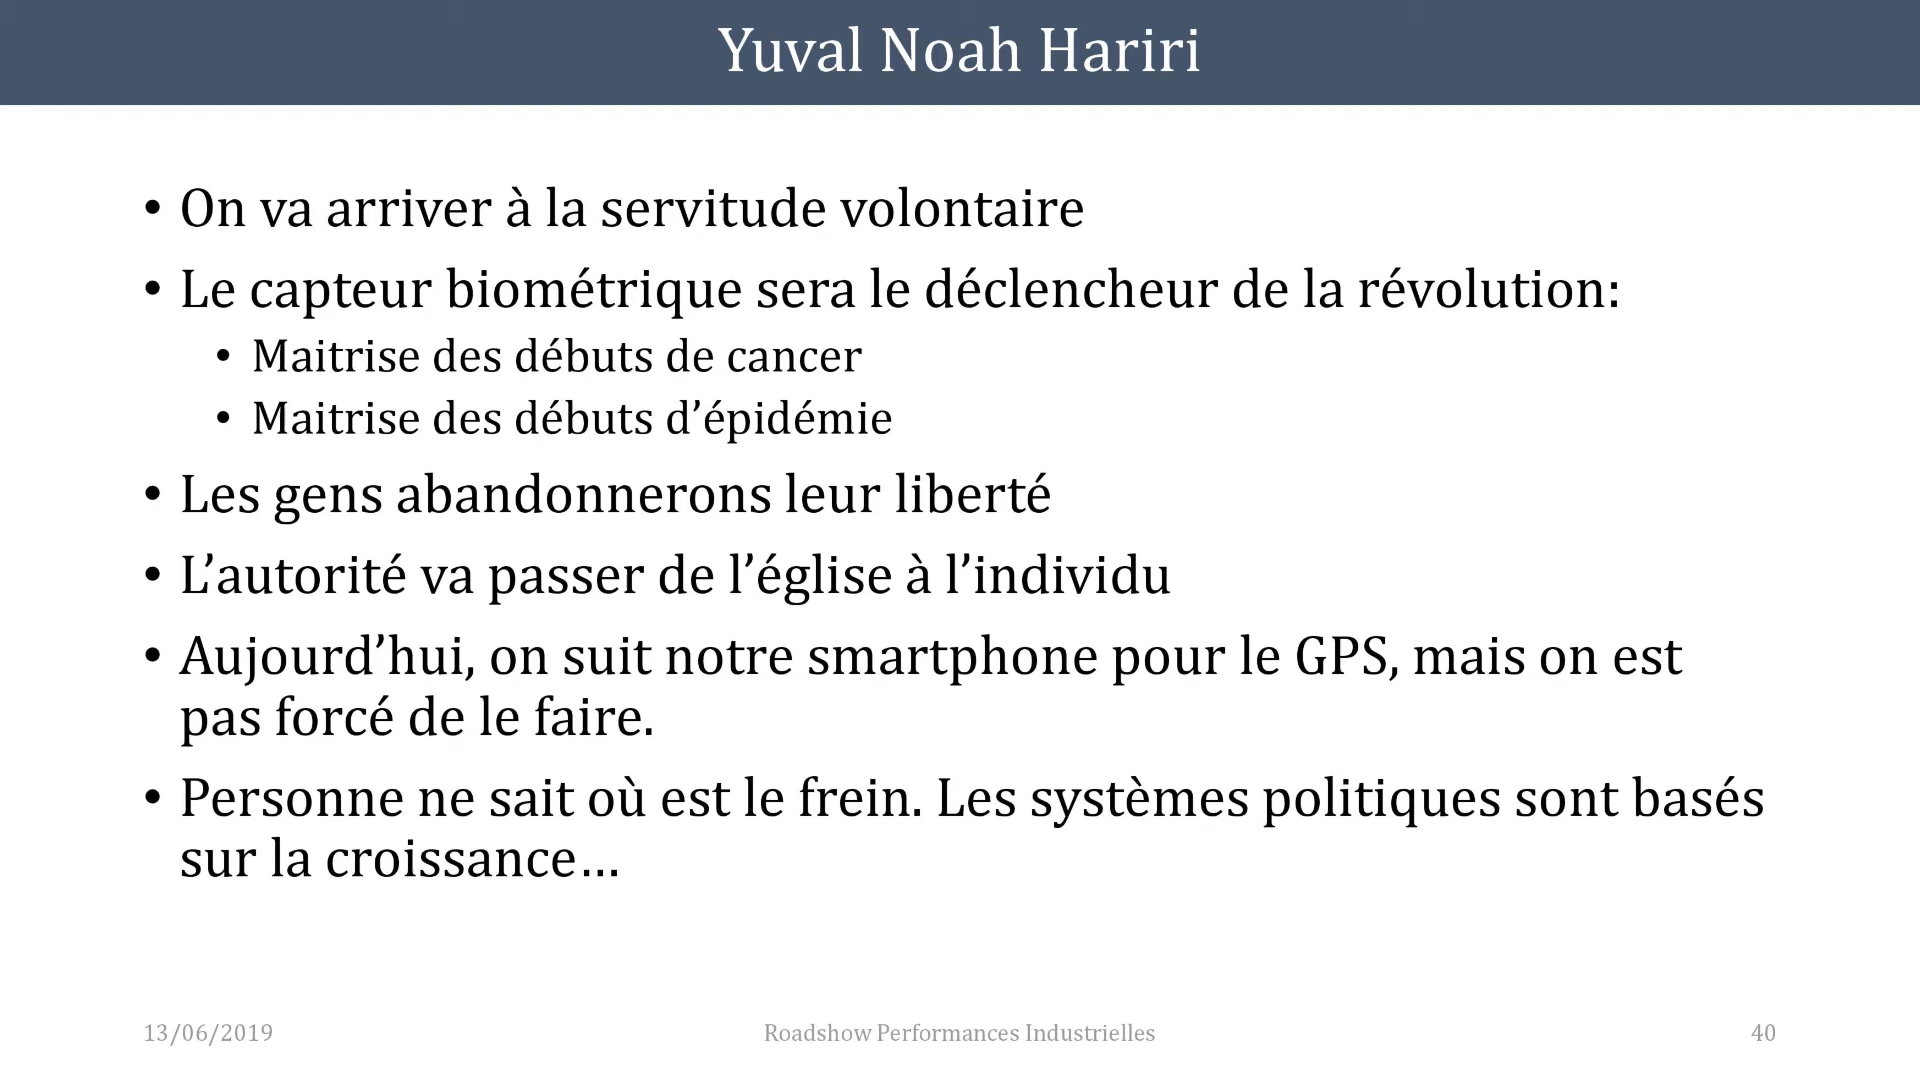 Yuval Noah Hariri
• On va arriver à la servitude volontaire
• Le capteur biométrique sera le déclencheur de la révolution:
• Maitrise des débuts de cancer
• Maitrise des débuts d’épidémie
• Les gens abandonnerons leur liberté
• L’autorité va passer de l’église à l’individu
• Aujourd’hui, on suit notre smartphone pour le GPS, mais on est
pas forcé de le faire.
• Personne ne sait où est le frein. Les systèmes politiques sont basés
sur la croissance…
13/06/2019
Roadshow Performances Industrielles
40